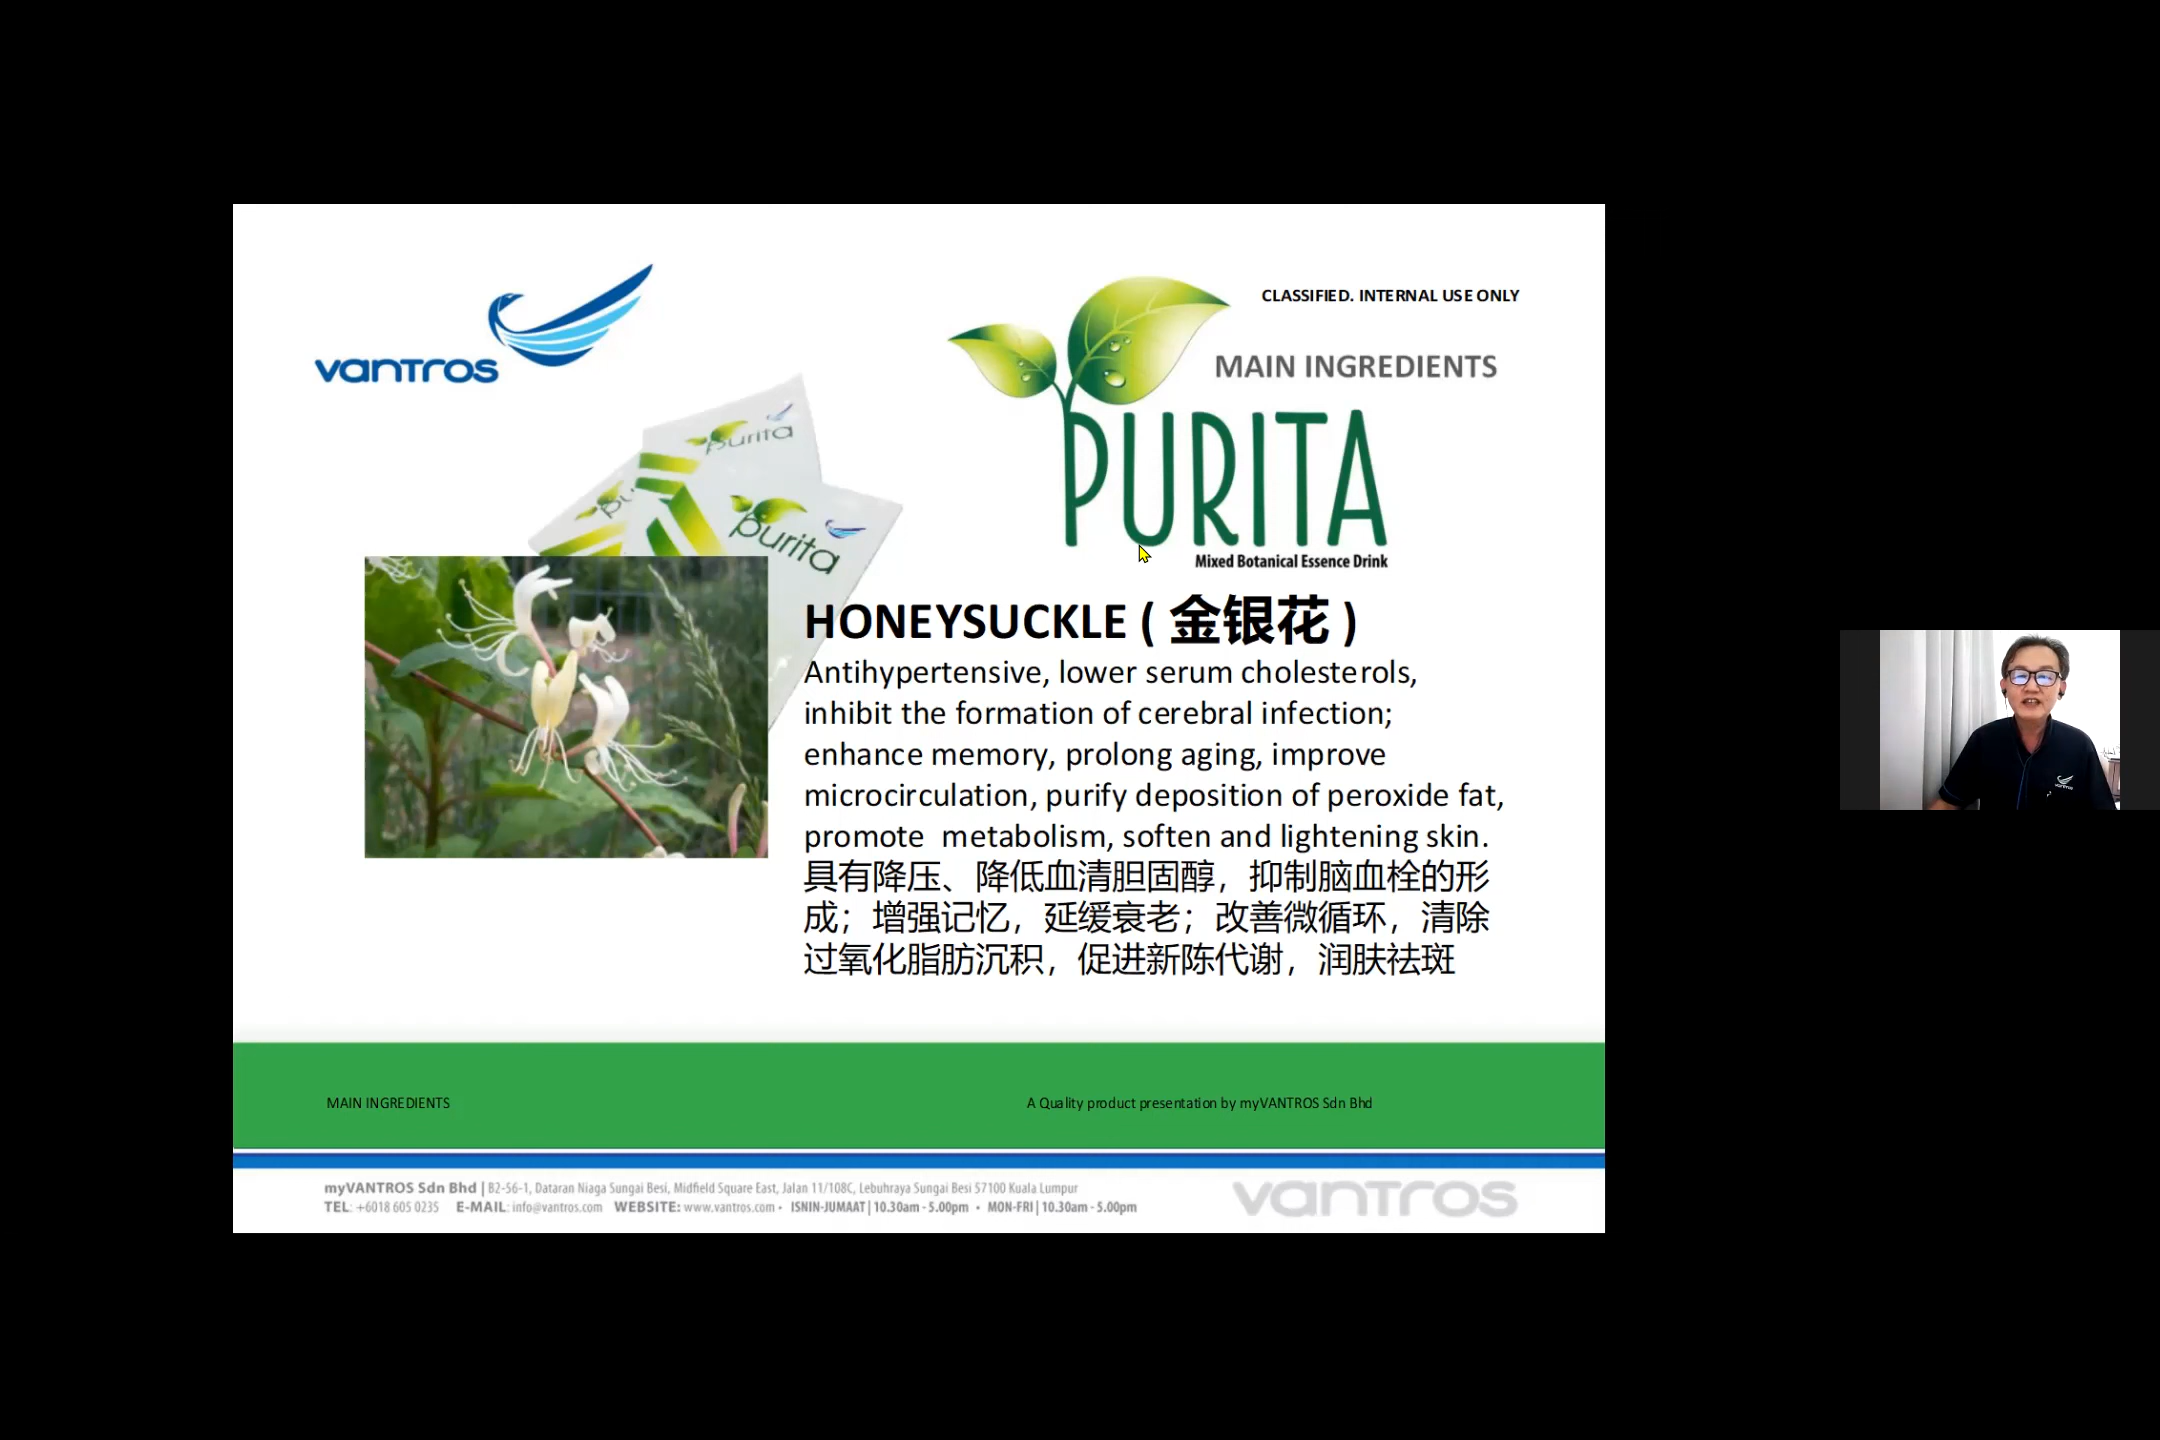 CLASSIFIED. INTERNAL USE ONLY
vantros
MAIN INGREDIENTS
PURITA
Mixed Botanical Essence Drink
purita
purita
HONEYSUCKLE ( 金银花 )
Antihypertensive, lower serum cholesterols,
inhibit the formation of cerebral infection;
enhance memory, prolong aging, improve
microcirculation, purify deposition of peroxide fat,
promote  metabolism, soften and lightening skin.
具有降压、降低血清胆固醇，抑制脑血栓的形
成；增强记忆，延缓衰老；改善微循环，清除
过氧化脂肪沉积，促进新陈代谢，润肤祛斑
vantros
MAIN INGREDIENTS
A Quality product presentation by myVANTROS Sdn Bhd
myVANTROS Sdn Bhd | B2-56-1, Dataran Niaga Sungai Besi, Midfield Square East, Jalan 11/108C, Lebuhraya Sungai Besi 57100 Kuala Lumpur
TEL: +6018 605 0235 E-MAIL: info@vantros.com WEBSITE: www.vantros.com • ISNIN-JUMAAT | 10.30am - 5.00pm • MON-FRI | 10.30am - 5.00pm
vantros